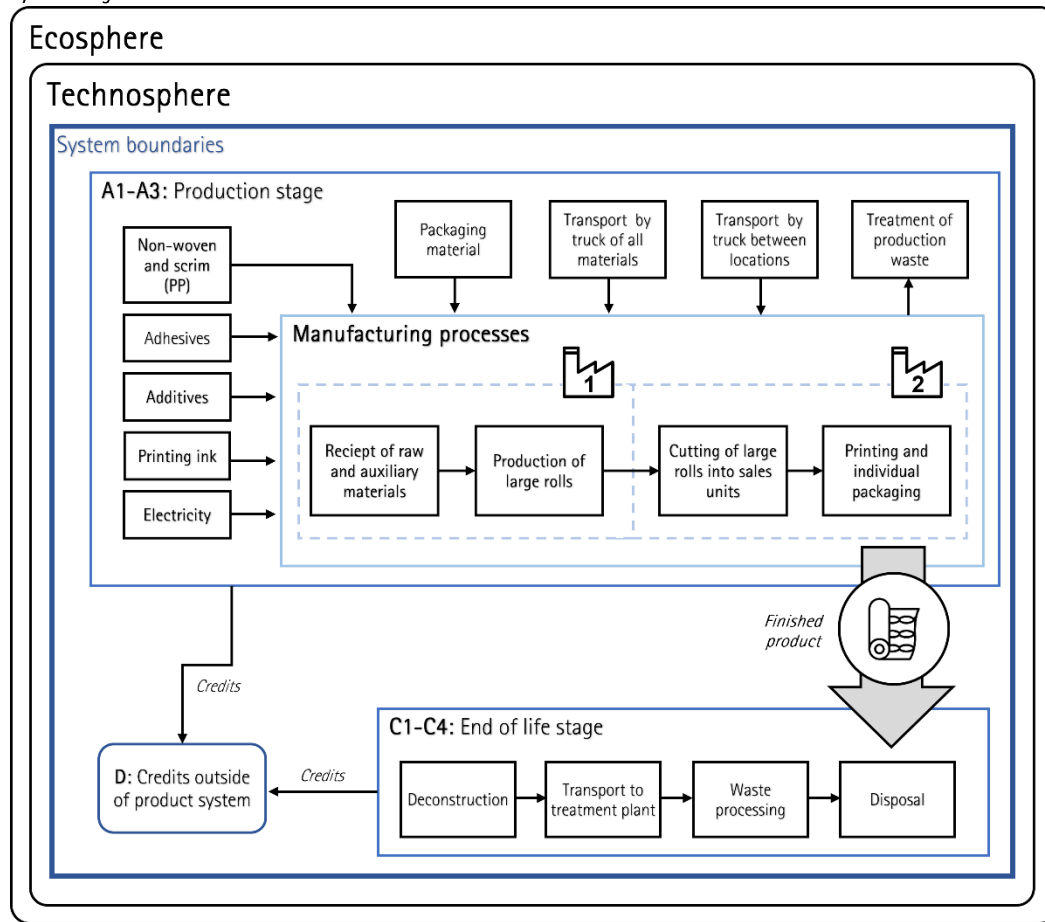 Ecosphere
Technosphere
System boundaries
A1-A3: Production stage
Non-woven
and scrim
(PP)
Adhesives
Additives
Printing ink
Electricity
Packaging
material
Transport by
truck of all
materials
Transport by
truck between
locations
Treatment of
production
waste
Manufacturing processes
1
2
Reciept of raw
and auxiliary
materials
Production of
large rolls
Cutting of large
rolls into sales
units
Printing and
individual
packaging
Finished
product
Credits
D: Credits outside
of product system
Credits
C1-C4: End of life stage
Deconstruction
Transport to
treatment plant
Waste
processing
Disposal